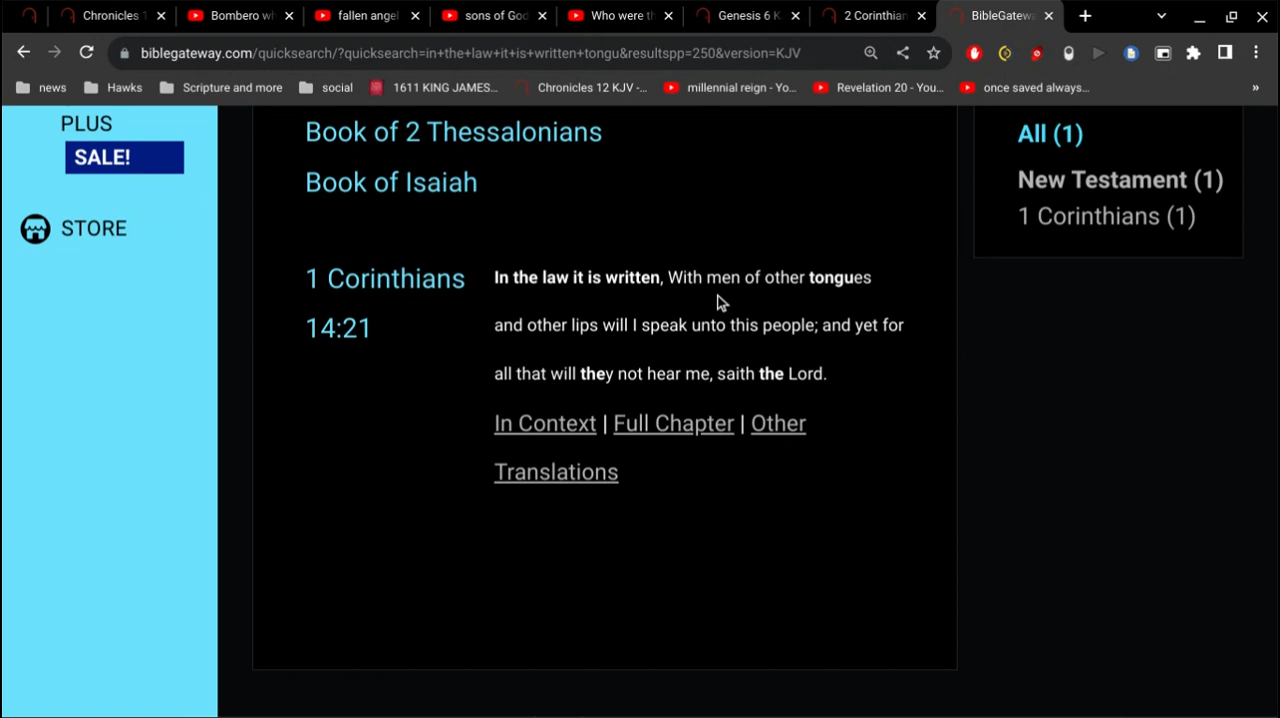 Chronicles 1
Bombero wh
fallen angel
sons of God
Who were th
Genesis 6 K
2 Corinthian
BibleGatewa
biblegateway.com/quicksearch/?quicksearch=in+the+law+it+is+written+tongu&resultspp=250&version=KJV
news
Hawks
Scripture and more
social
1611 KING JAMES...
Chronicles 12 KJV -...
millennial reign - Yo...
Revelation 20 - You...
once saved always...
»
PLUS
SALE!
STORE
Book of 2 Thessalonians
Book of Isaiah
1 Corinthians
14:21
In the law it is written, With men of other tongues
and other lips will I speak unto this people; and yet for
all that will they not hear me, saith the Lord.
In Context | Full Chapter | Other
Translations
All (1)
New Testament (1)
1 Corinthians (1)